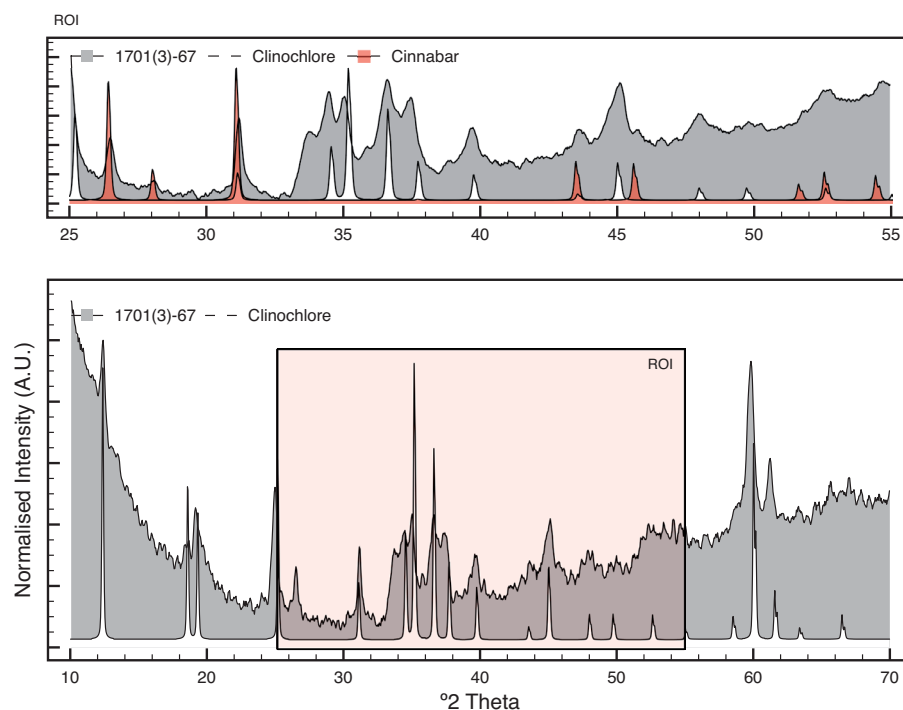 ROI
1701(3)-67 Clinochlore Cinnabar
25 30 35 40 45 50 55
1701(3)-67 Clinochlore
ROI
Normalised Intensity (A.U.)
10 20 30 40 50 60 70
º2 Theta